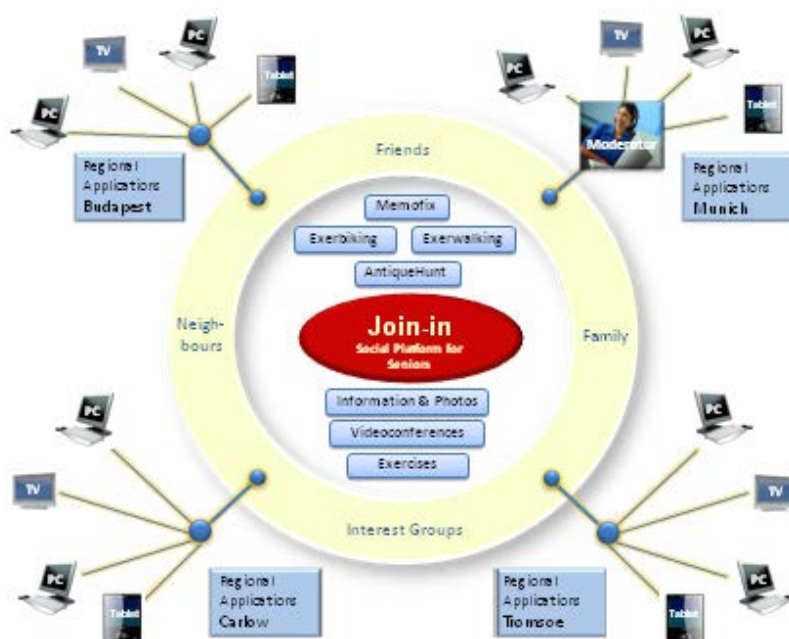 PC
TV
PC
Tablet
PC
TV
PC
Tablet
Moderator
Regional
Applications
Budapest
Regional
Applications
Munich
Friends
Memofix
Exerbiking
Exerwalking
AntiqueHunt
Neigh-
bours
Join-in
Social Platform for
Seniors
Family
Information & Photos
Videoconferences
Exercises
Interest Groups
PC
TV
PC
Tablet
Regional
Applications
Carlow
PC
TV
PC
Tablet
Regional
Applications
Tromsoe